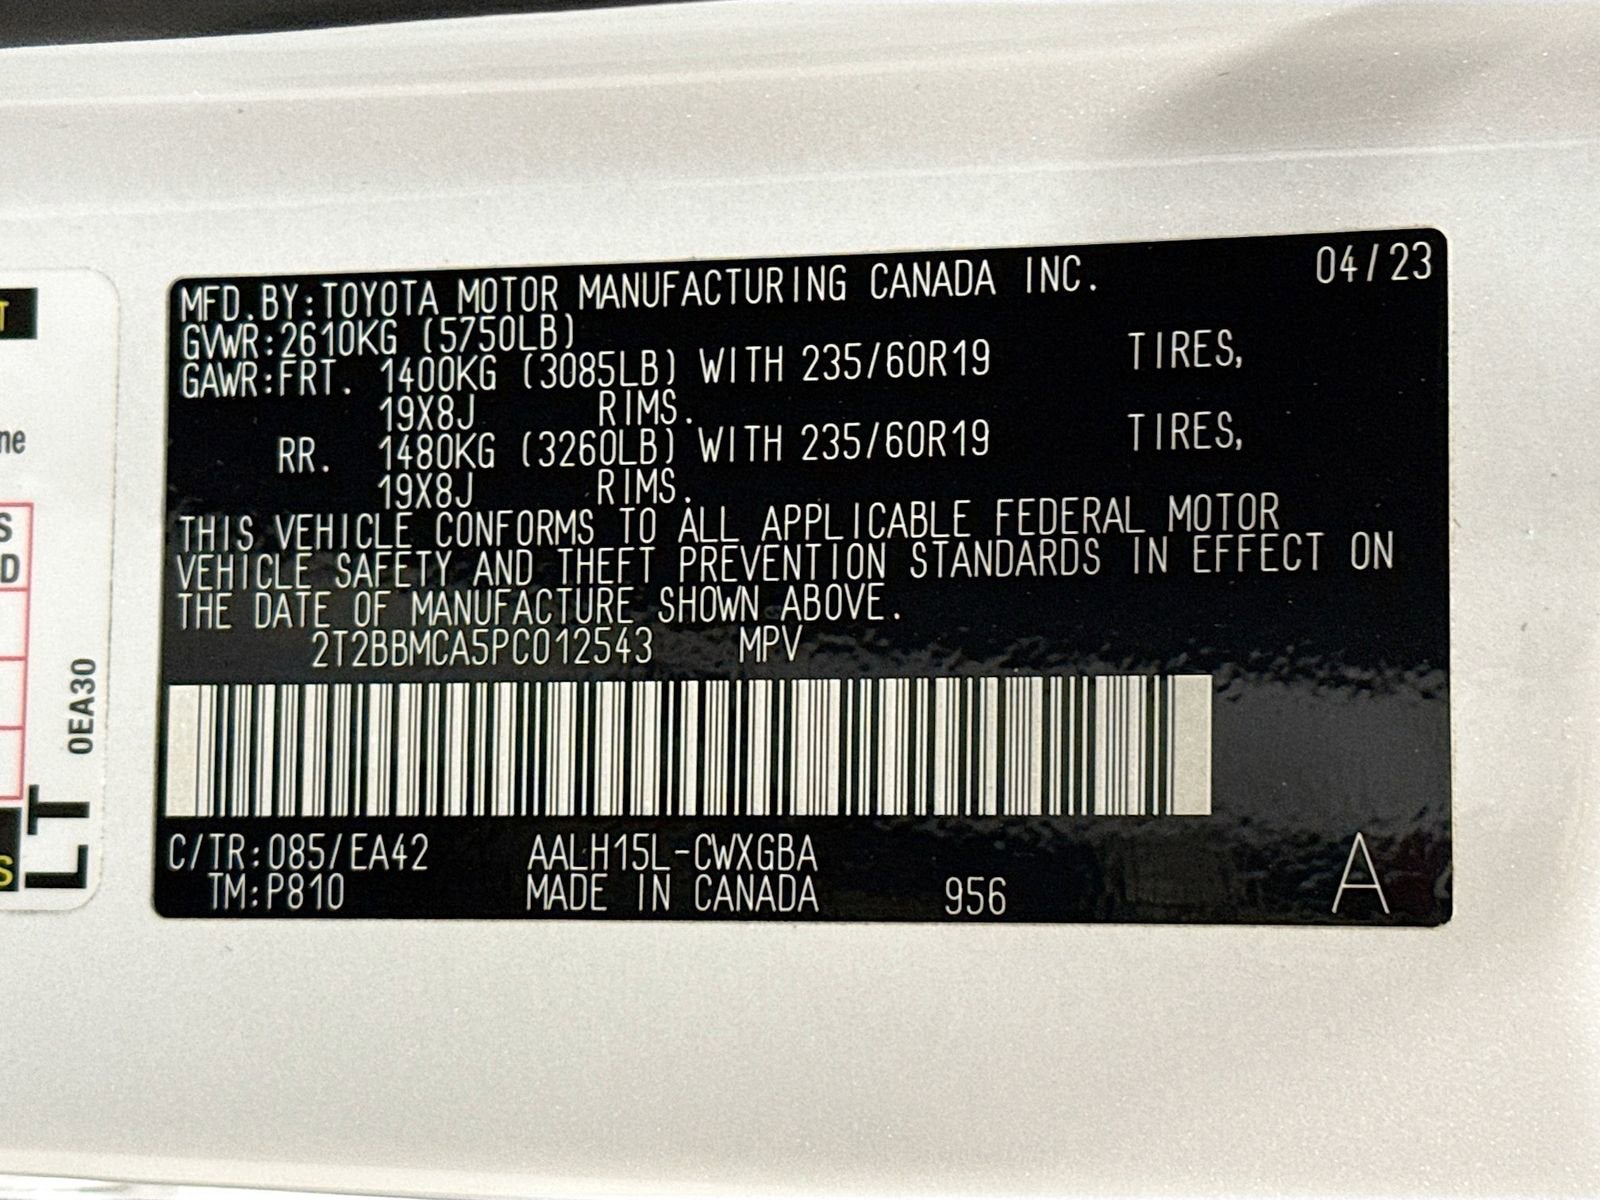 MFD.BY:TOYOTA MOTOR MANUFACTURING CANADA INC. 04/23
GVWR:2610KG (5750LB)
GAWR:FRT. 1400KG (3085LB) WITH 235/60R19 TIRES,
19X8J RIMS.
RR. 1480KG (3260LB) WITH 235/60R19 TIRES,
19X8J RIMS.
THIS VEHICLE CONFORMS TO ALL APPLICABLE FEDERAL MOTOR
VEHICLE SAFETY AND THEFT PREVENTION STANDARDS IN EFFECT ON
THE DATE OF MANUFACTURE SHOWN ABOVE.
2T2BBMCA5PC012543 MPV
C/TR:085/EA42 AALH15L-CWXGBA
TM:P810 MADE IN CANADA 956 A
0EA30
LT